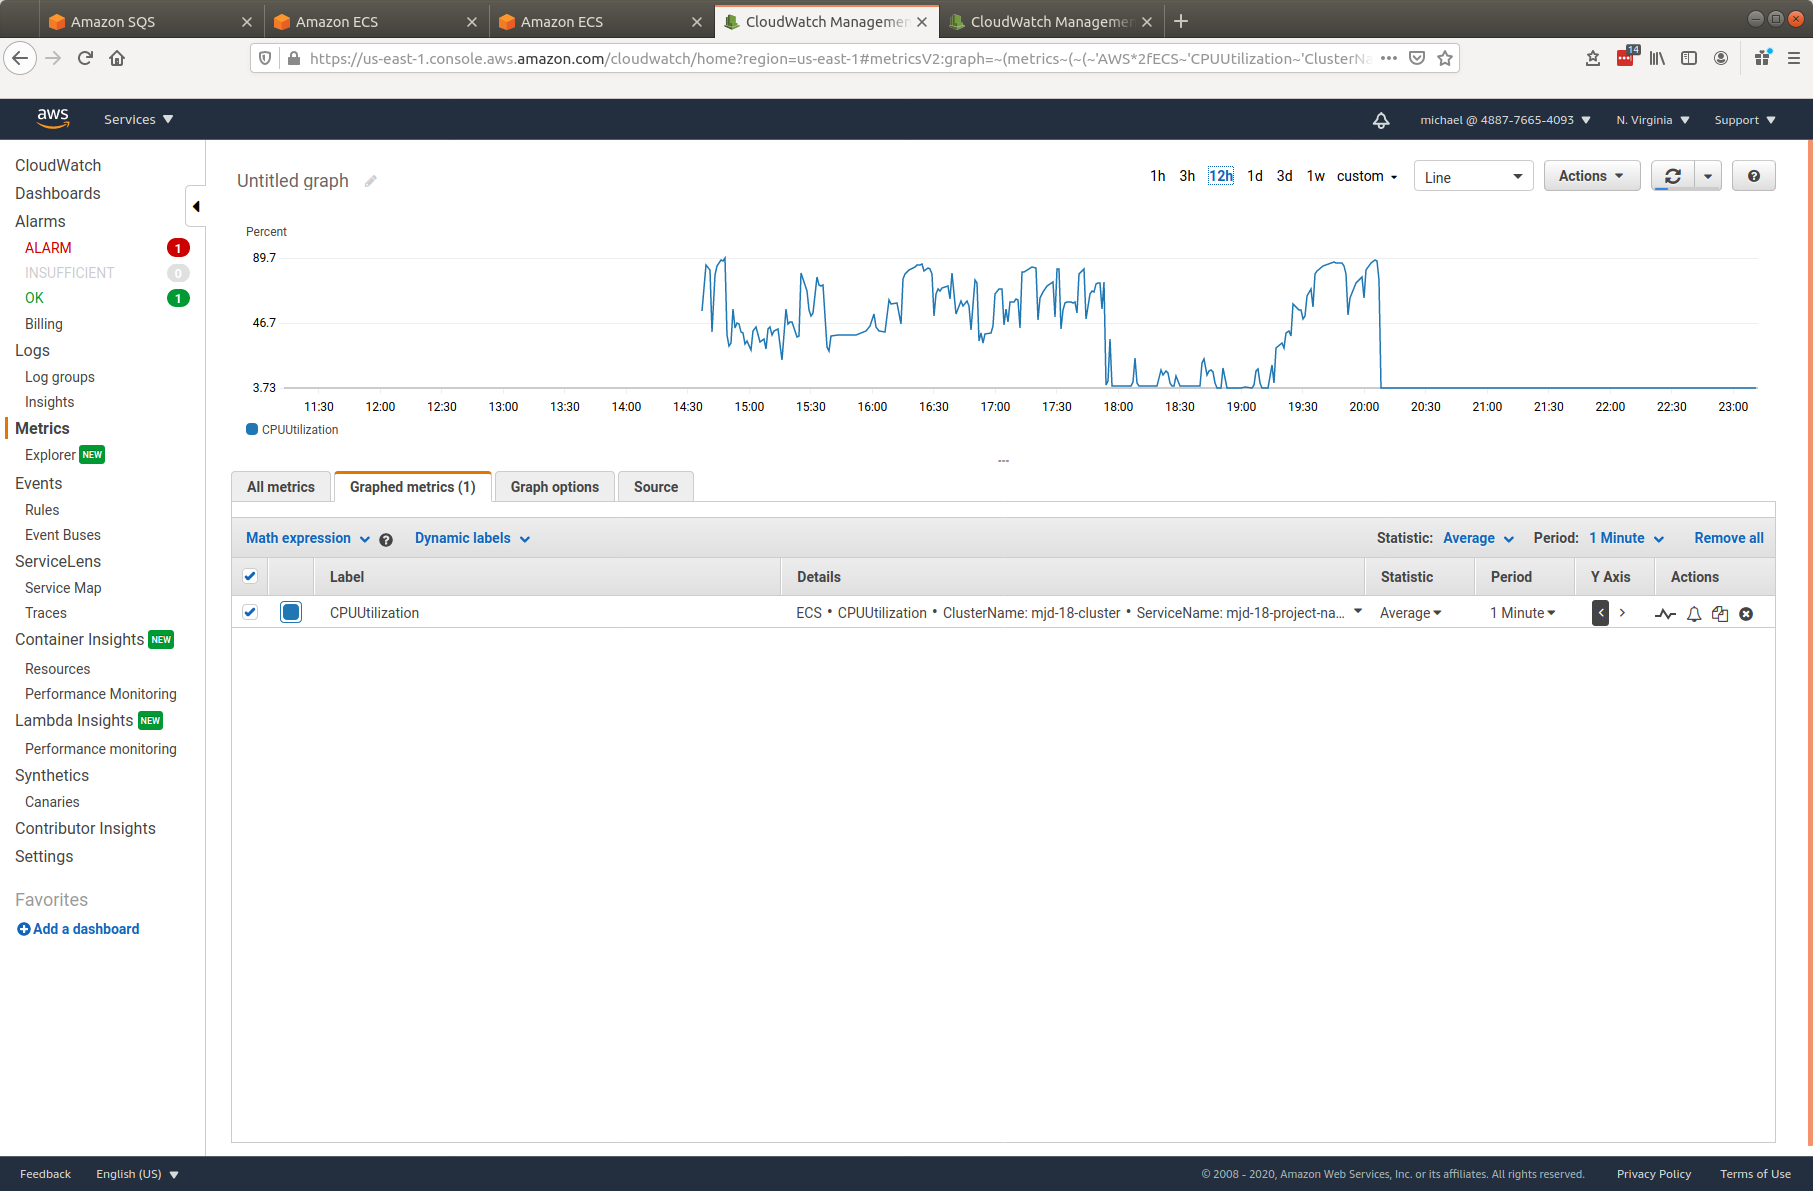 Amazon SQS
Amazon ECS
Amazon ECS
CloudWatch Managemen
CloudWatch Managemen
https://us-east-1.console.aws.amazon.com/cloudwatch/home?region=us-east-1#metricsV2:graph=~(metrics~(~(~'AWS*2fECS~'CPUUtilization~'ClusterNa
14
aws
Services
michael @ 4887-7665-4093
N. Virginia
Support
CloudWatch
Dashboards
Alarms
ALARM 1
INSUFFICIENT 0
OK 1
Billing
Logs
Log groups
Insights
Metrics
Explorer NEW
Events
Rules
Event Buses
ServiceLens
Service Map
Traces
Container Insights NEW
Resources
Performance Monitoring
Lambda Insights NEW
Performance monitoring
Synthetics
Canaries
Contributor Insights
Settings
Favorites
Add a dashboard
Untitled graph
1h 3h 12h 1d 3d 1w custom
Line
Actions
Percent
89.7
46.7
3.73
11:30 12:00 12:30 13:00 13:30 14:00 14:30 15:00 15:30 16:00 16:30 17:00 17:30 18:00 18:30 19:00 19:30 20:00 20:30 21:00 21:30 22:00 22:30 23:00
CPUUtilization
All metrics
Graphed metrics (1)
Graph options
Source
Math expression
Dynamic labels
Statistic: Average
Period: 1 Minute
Remove all
Label Details Statistic Period Y Axis Actions
CPUUtilization ECS • CPUUtilization • ClusterName: mjd-18-cluster • ServiceName: mjd-18-project-na... Average 1 Minute
Feedback
English (US)
© 2008 - 2020, Amazon Web Services, Inc. or its affiliates. All rights reserved.
Privacy Policy
Terms of Use